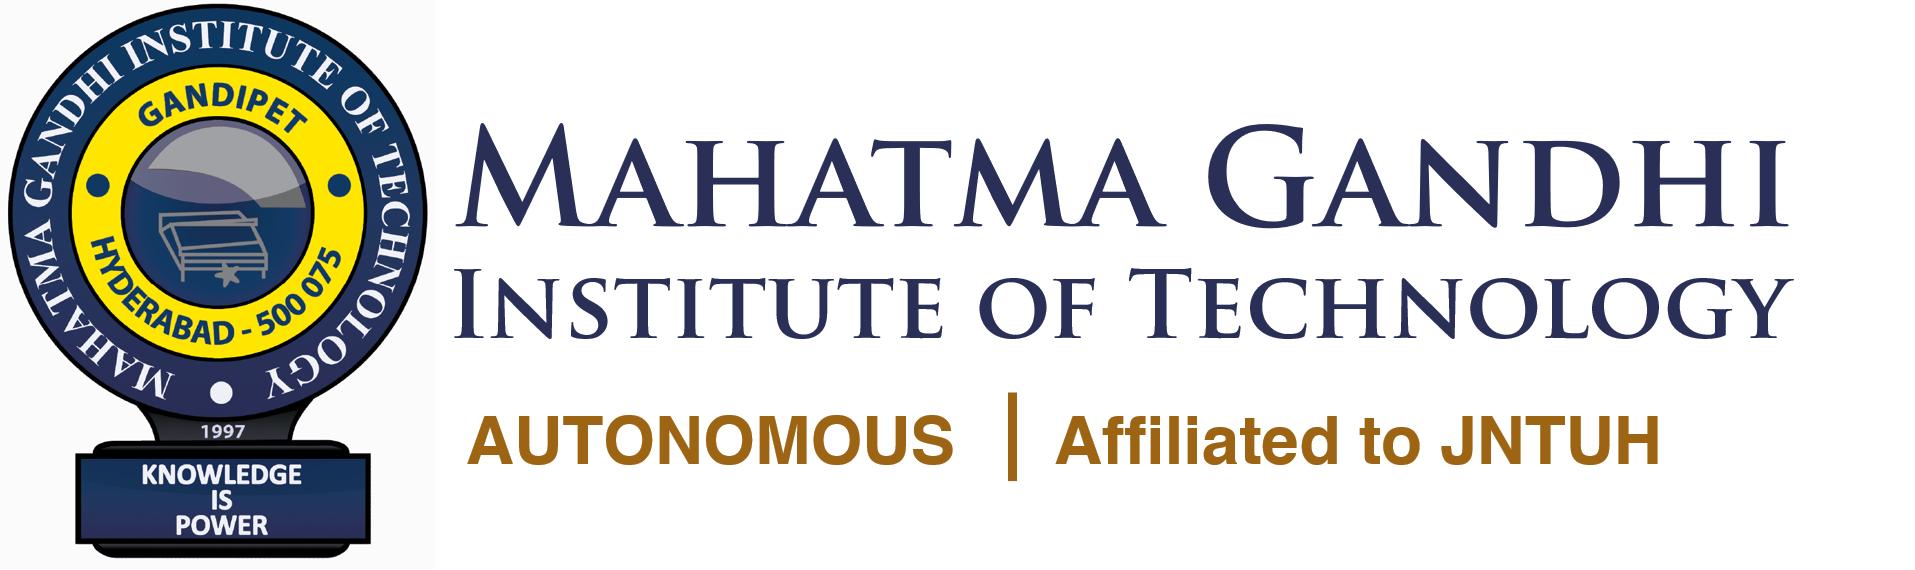 MAHATMA GANDHI INSTITUTE OF TECHNOLOGY
GANDIPET
HYDERABAD - 500 075
1997
KNOWLEDGE
IS
POWER
MAHATMA GANDHI
INSTITUTE OF TECHNOLOGY
AUTONOMOUS | Affiliated to JNTUH